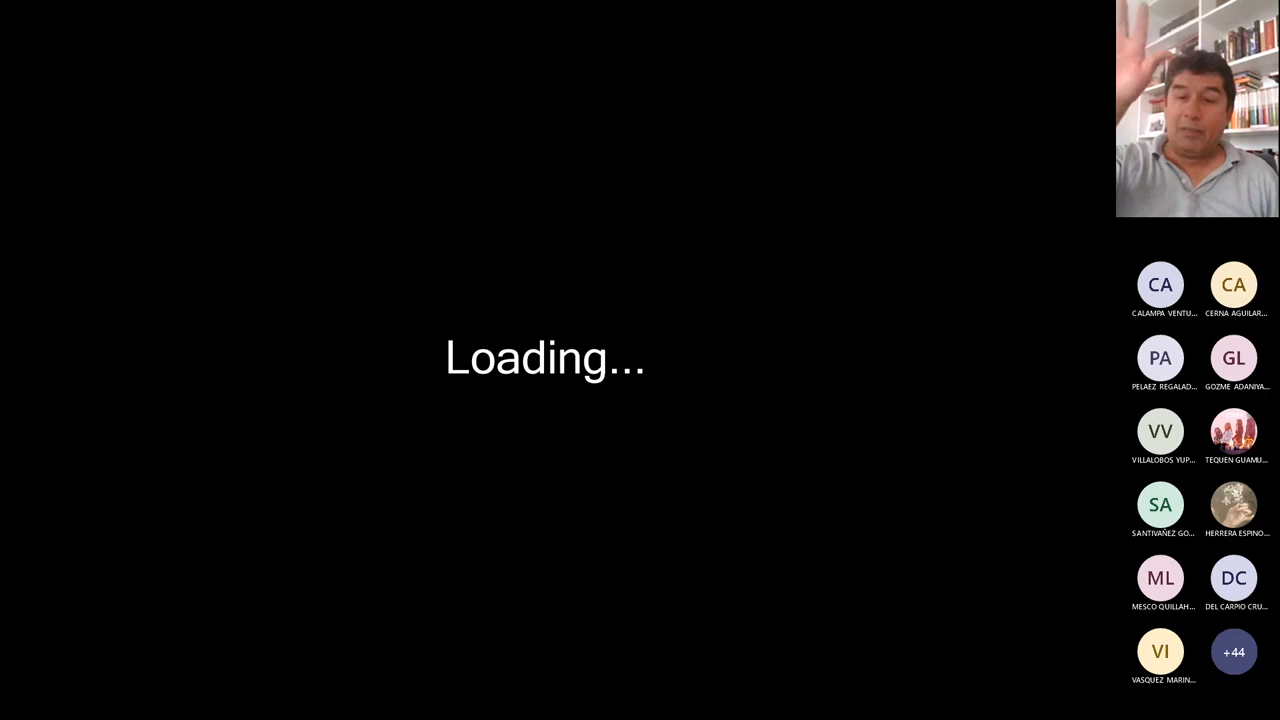 Loading...
CA
CA
CALAMPA VENTU...
CERNA AGUILAR...
PA
GL
PELAEZ REGALAD...
GOZME ADANIYA...
VV
VILLALOBOS YUP...
TEQUEN GUAMU...
SA
SANTIVAÑEZ GO...
HERRERA ESPINO...
ML
DC
MESCO QUILLAH...
DEL CARPIO CRU...
VI
+44
VASQUEZ MARIN...